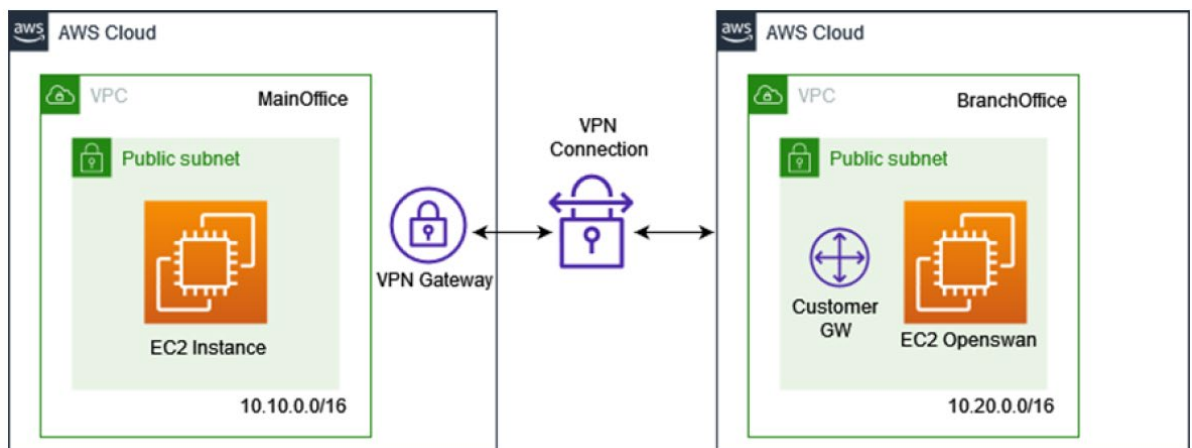 aws AWS Cloud
VPC
MainOffice
Public subnet
EC2 Instance
10.10.0.0/16
VPN Gateway
VPN
Connection
aws AWS Cloud
VPC
BranchOffice
Public subnet
Customer
GW
EC2 Openswan
10.20.0.0/16